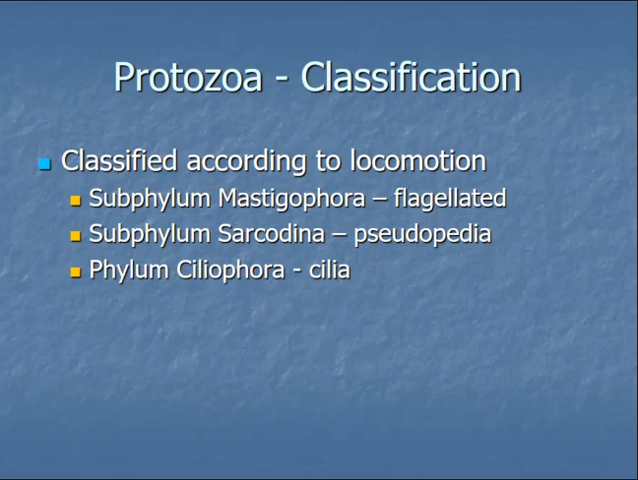 Protozoa - Classification
Classified according to locomotion
Subphylum Mastigophora – flagellated
Subphylum Sarcodina – pseudopedia
Phylum Ciliophora - cilia